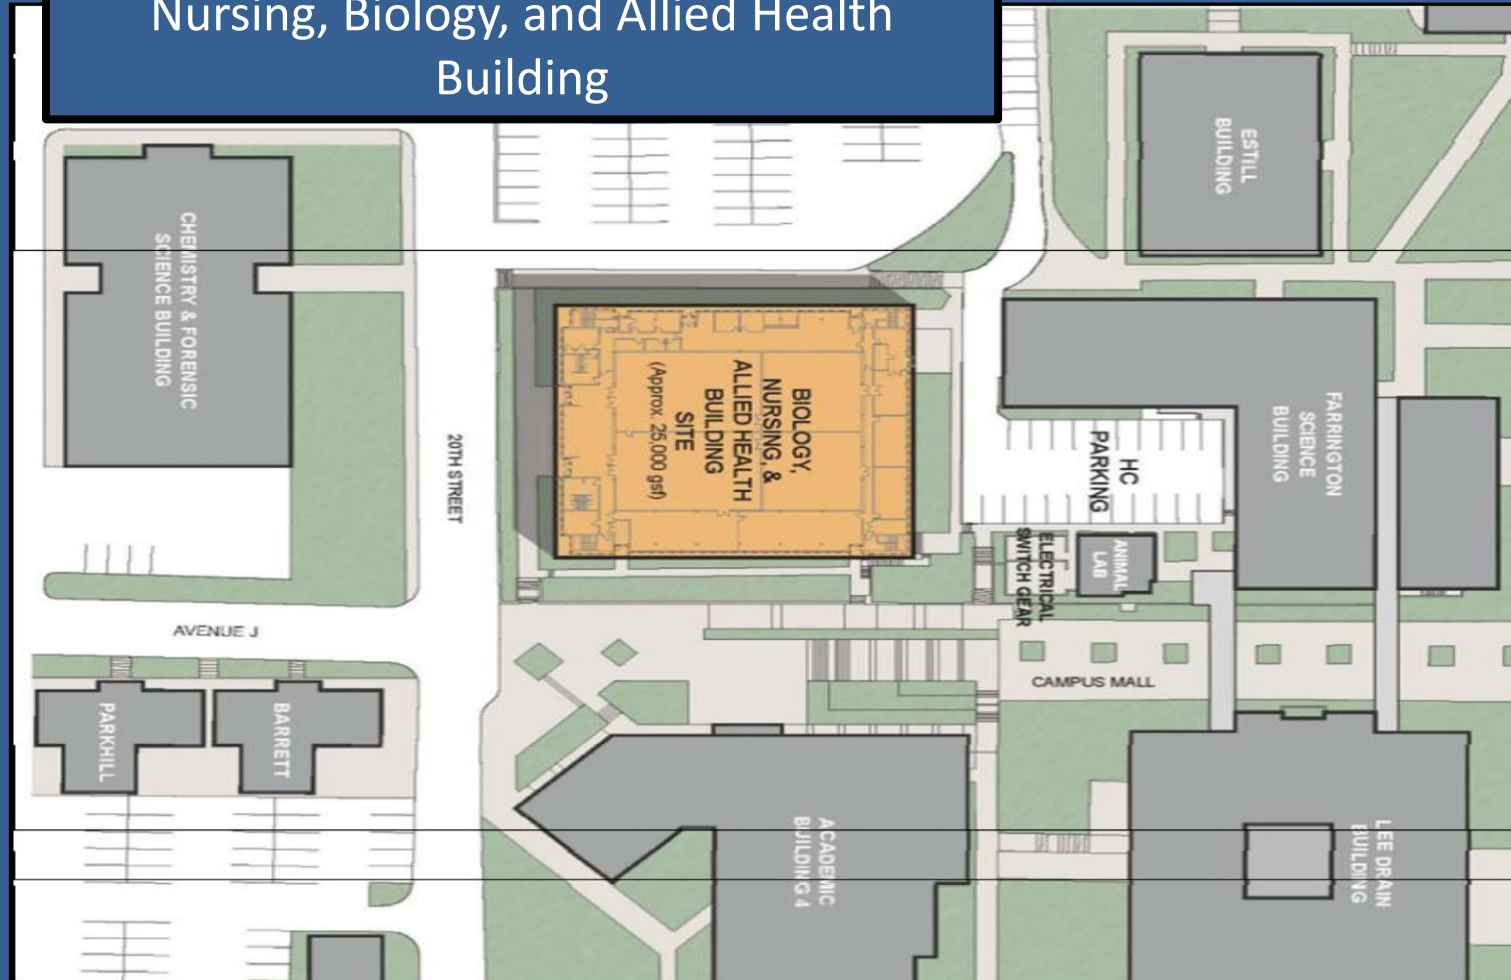 Nursing, Biology, and Allied Health
Building
ESTILL
BUILDING
CHEMISTRY & FORENSIC
SCIENCE BUILDING
20TH STREET
BIOLOGY,
NURSING, &
ALLIED HEALTH
BUILDING
SITE
(Approx. 25,000 gsf)
FARRINGTON
SCIENCE
BUILDING
HC
PARKING
ELECTRICAL
SWITCH GEAR
ANIMAL
LAB
AVENUE J
CAMPUS MALL
PARKHILL
BARRETT
ACADEMIC
BUILDING 4
LEE DRAIN
BUILDING